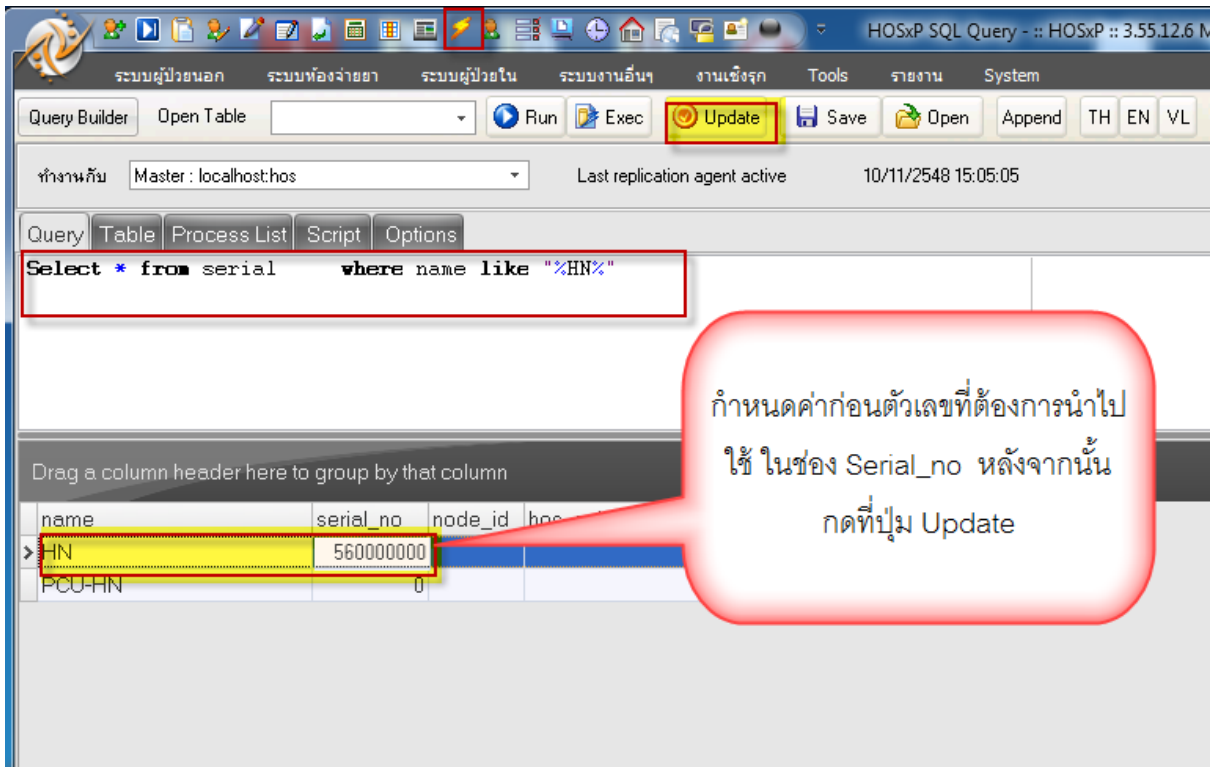 HOSxP SQL Query - :: HOSxP :: 3.55.12.6
ระบบผู้ป่วยนอก ระบบห้องจ่ายยา ระบบผู้ป่วยใน ระบบงานอื่นๆ งานเชิงรุก Tools รายงาน System
Query Builder Open Table Run Exec Update Save Open Append TH EN VL
ทำงานกับ Master : localhost:hos Last replication agent active 10/11/2548 15:05:05
Query Table Process List Script Options
Select * from serial where name like "%HN%"
กำหนดค่าก่อนตัวเลขที่ต้องการนำไป
ใช้ ในช่อง Serial_no หลังจากนั้น
กดที่ปุ่ม Update
Drag a column header here to group by that column
name serial_no node_id
HN 560000000
PCU-HN 0